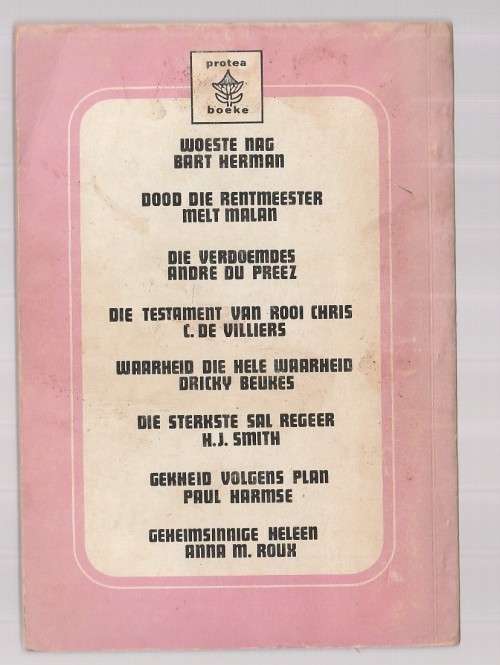 protea
boeke
WOESTE NAG
BART HERMAN
DOOD DIE RENTMEESTER
MELT MALAN
DIE VERDOEMDES
ANDRE DU PREEZ
DIE TESTAMENT VAN ROOI CHRIS
C. DE VILLIERS
WAARHEID DIE HELE WAARHEID
DRICKY BEUKES
DIE STERKSTE SAL REGEER
H.J. SMITH
GEKHEID VOLGENS PLAN
PAUL HARMSE
GEHEIMSINNIGE HELEEN
ANNA M. ROUX